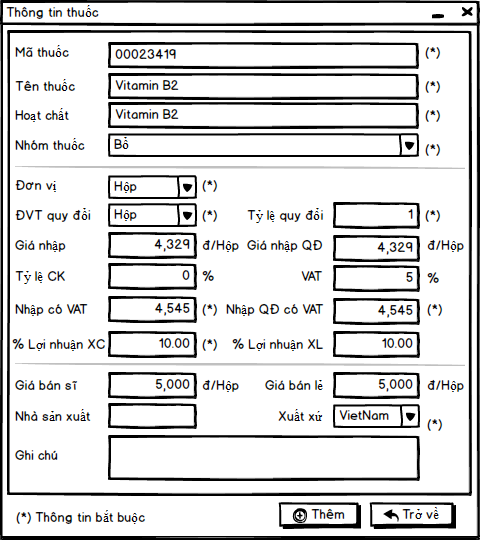 Thông tin thuốc
Mã thuốc 00023419 (*)
Tên thuốc Vitamin B2 (*)
Hoạt chất Vitamin B2 (*)
Nhóm thuốc Bổ (*)
Đơn vị Hộp (*)
ĐVT quy đổi Hộp (*) Tỷ lệ quy đổi 1 (*)
Giá nhập 4,329 đ/Hộp Giá nhập QĐ 4,329 đ/Hộp
Tỷ lệ CK 0 % VAT 5 %
Nhập có VAT 4,545 (*) Nhập QĐ có VAT 4,545 (*)
% Lợi nhuận XC 10.00 (*) % Lợi nhuận XL 10.00
Giá bán sĩ 5,000 đ/Hộp Giá bán lẻ 5,000 đ/Hộp
Nhà sản xuất Xuất xứ VietNam (*)
Ghi chú
(*) Thông tin bắt buộc Thêm Trở về